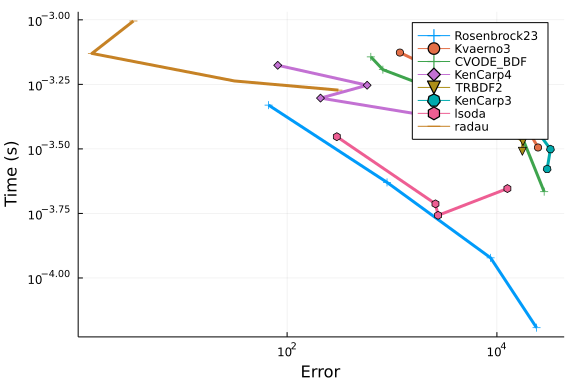 10^−3.00
10^−3.25
10^−3.50
10^−3.75
10^−4.00
Time (s)
Rosenbrock23
Kvaerno3
CVODE_BDF
KenCarp4
TRBDF2
KenCarp3
lsoda
radau
10^2
10^4
Error